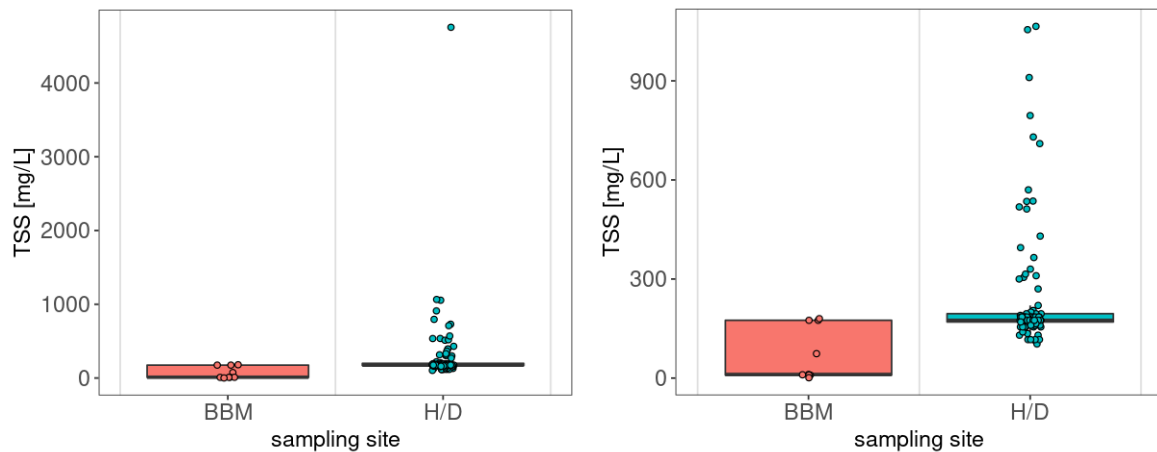 TSS [mg/L]
4000
3000
2000
1000
0
BBM H/D
sampling site
TSS [mg/L]
900
600
300
0
BBM H/D
sampling site